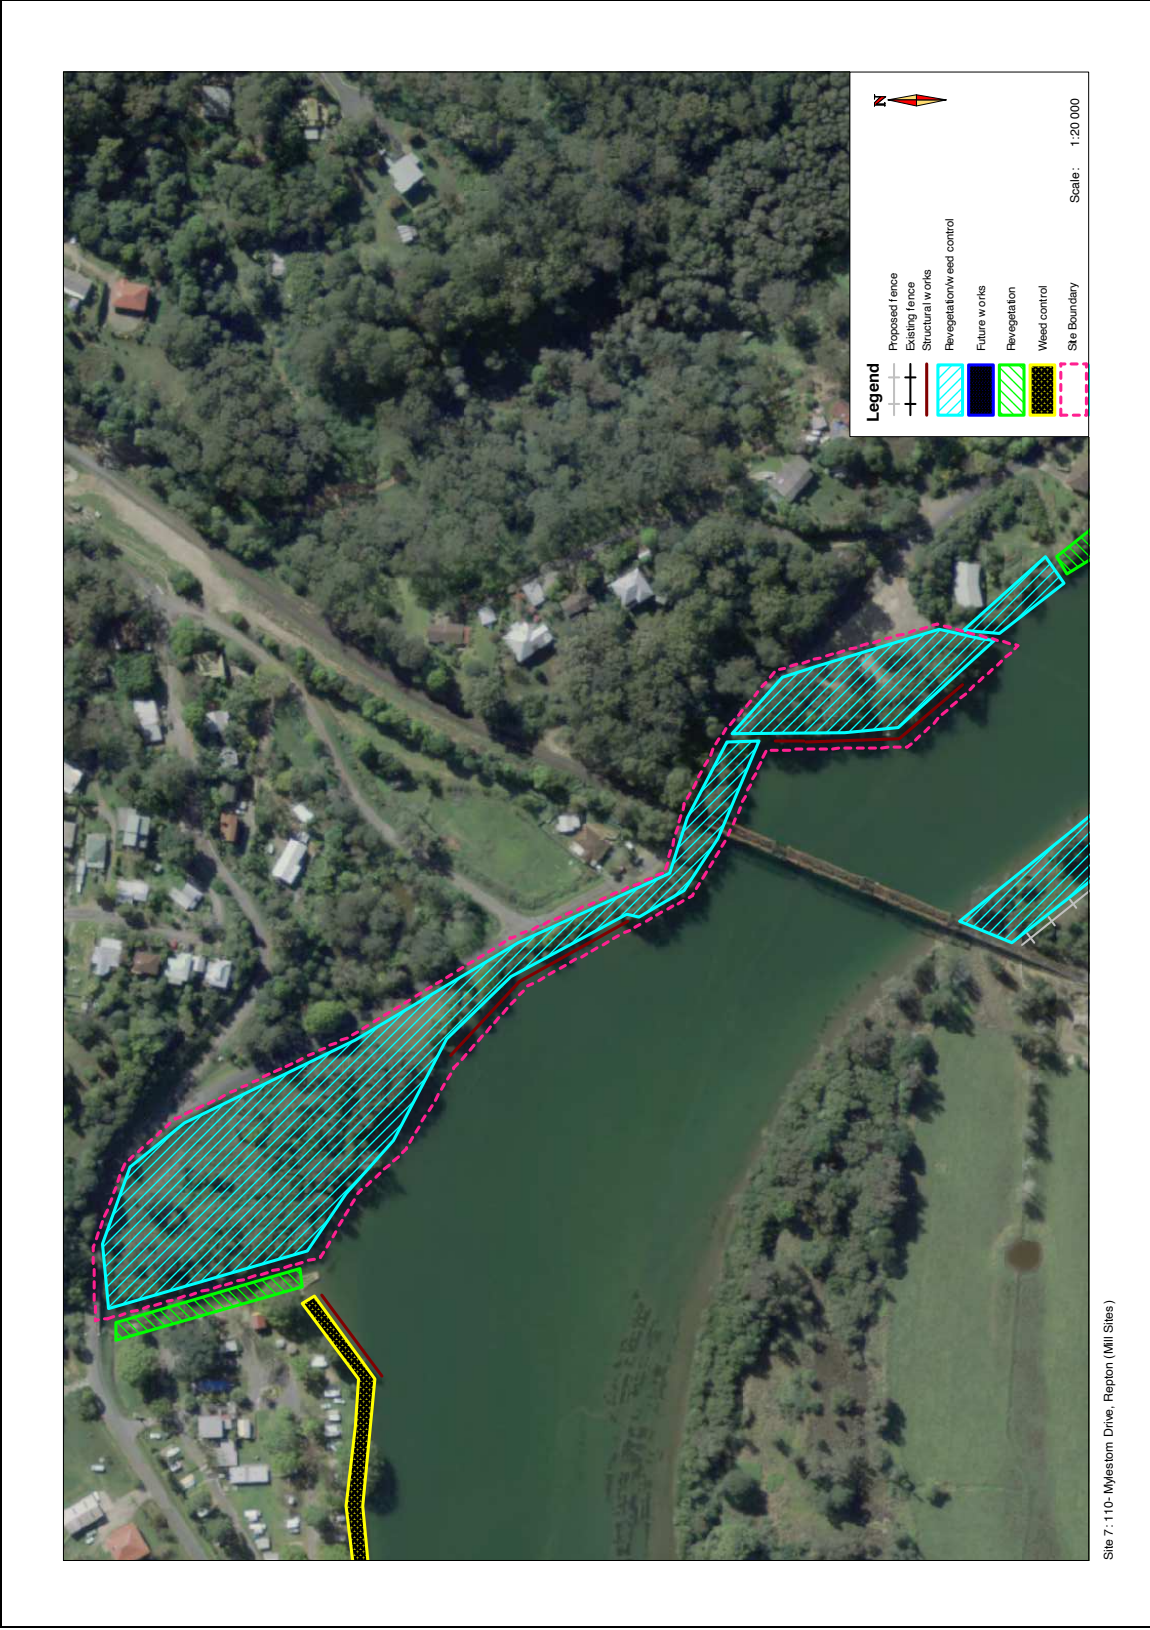 N
Legend
Proposed fence
Existing fence
Structural works
Revegetation/weed control
Future works
Revegetation
Weed control
Site Boundary
Scale: 1:20 000
Site 7: 110- Mylestom Drive, Repton (Mill Sites)